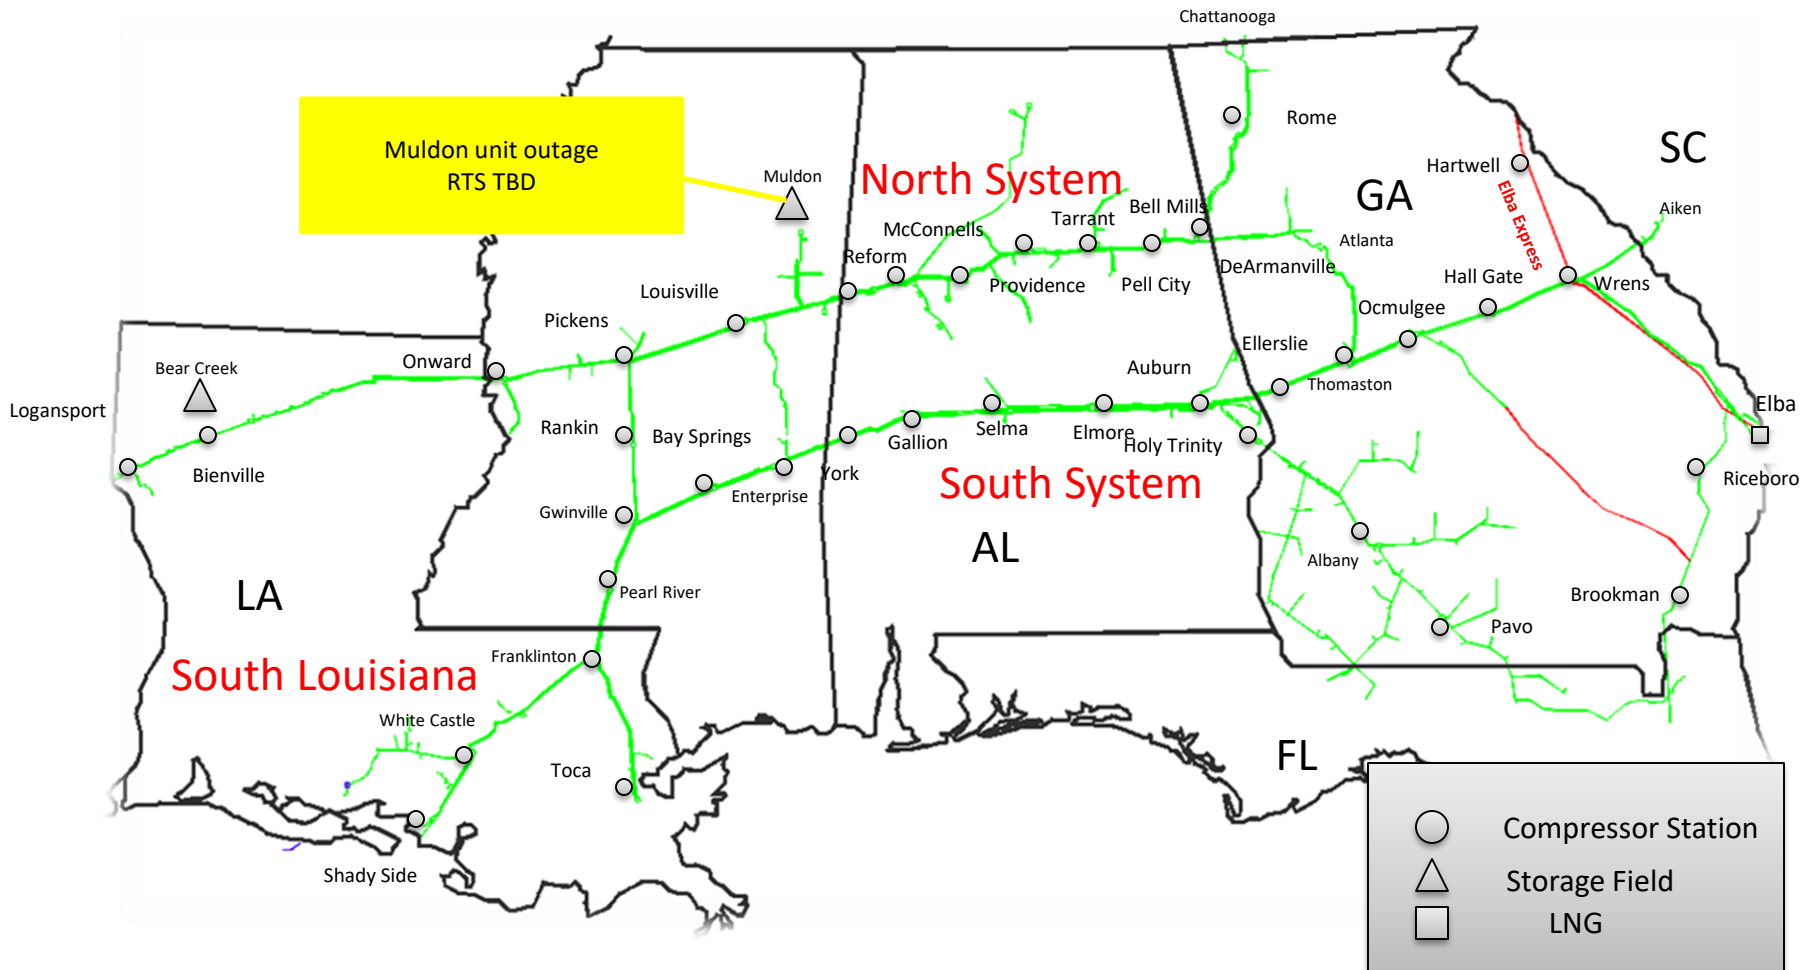 Chattanooga
Muldon unit outage
RTS TBD
Rome
SC
Muldon
North System
Hartwell
GA
Elba Express
Aiken
Bell Mills
Tarrant
McConnells
Atlanta
Reform
DeArmanville
Hall Gate
Wrens
Louisville
Providence
Pell City
Ocmulgee
Pickens
Ellerslie
Onward
Bear Creek
Auburn
Thomaston
Logansport
Elba
Rankin
Bay Springs
Selma
Elmore
Gallion
Holy Trinity
York
Bienville
South System
Enterprise
Riceboro
Gwinville
AL
Albany
LA
Pearl River
Brookman
Pavo
Franklinton
South Louisiana
White Castle
FL
Toca
Compressor Station
Shady Side
Storage Field
LNG